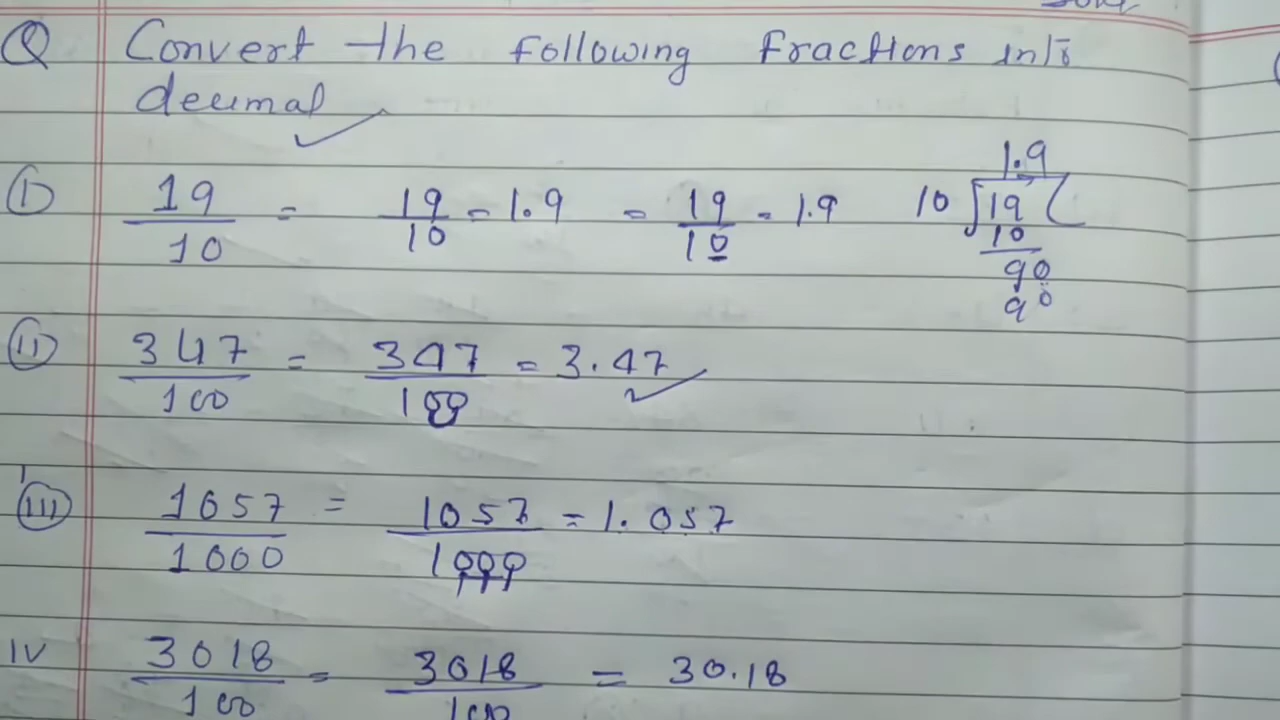 Q Convert the following fractions into
decimal
(i) 19/10 = 19/10 = 1.9 = 19/10 = 1.9
1.9
10 19
10
90
90
(ii) 347/100 = 347/100 = 3.47
(iii) 1057/1000 = 1057/1000 = 1.057
iv 3018/100 = 3018/100 = 30.18